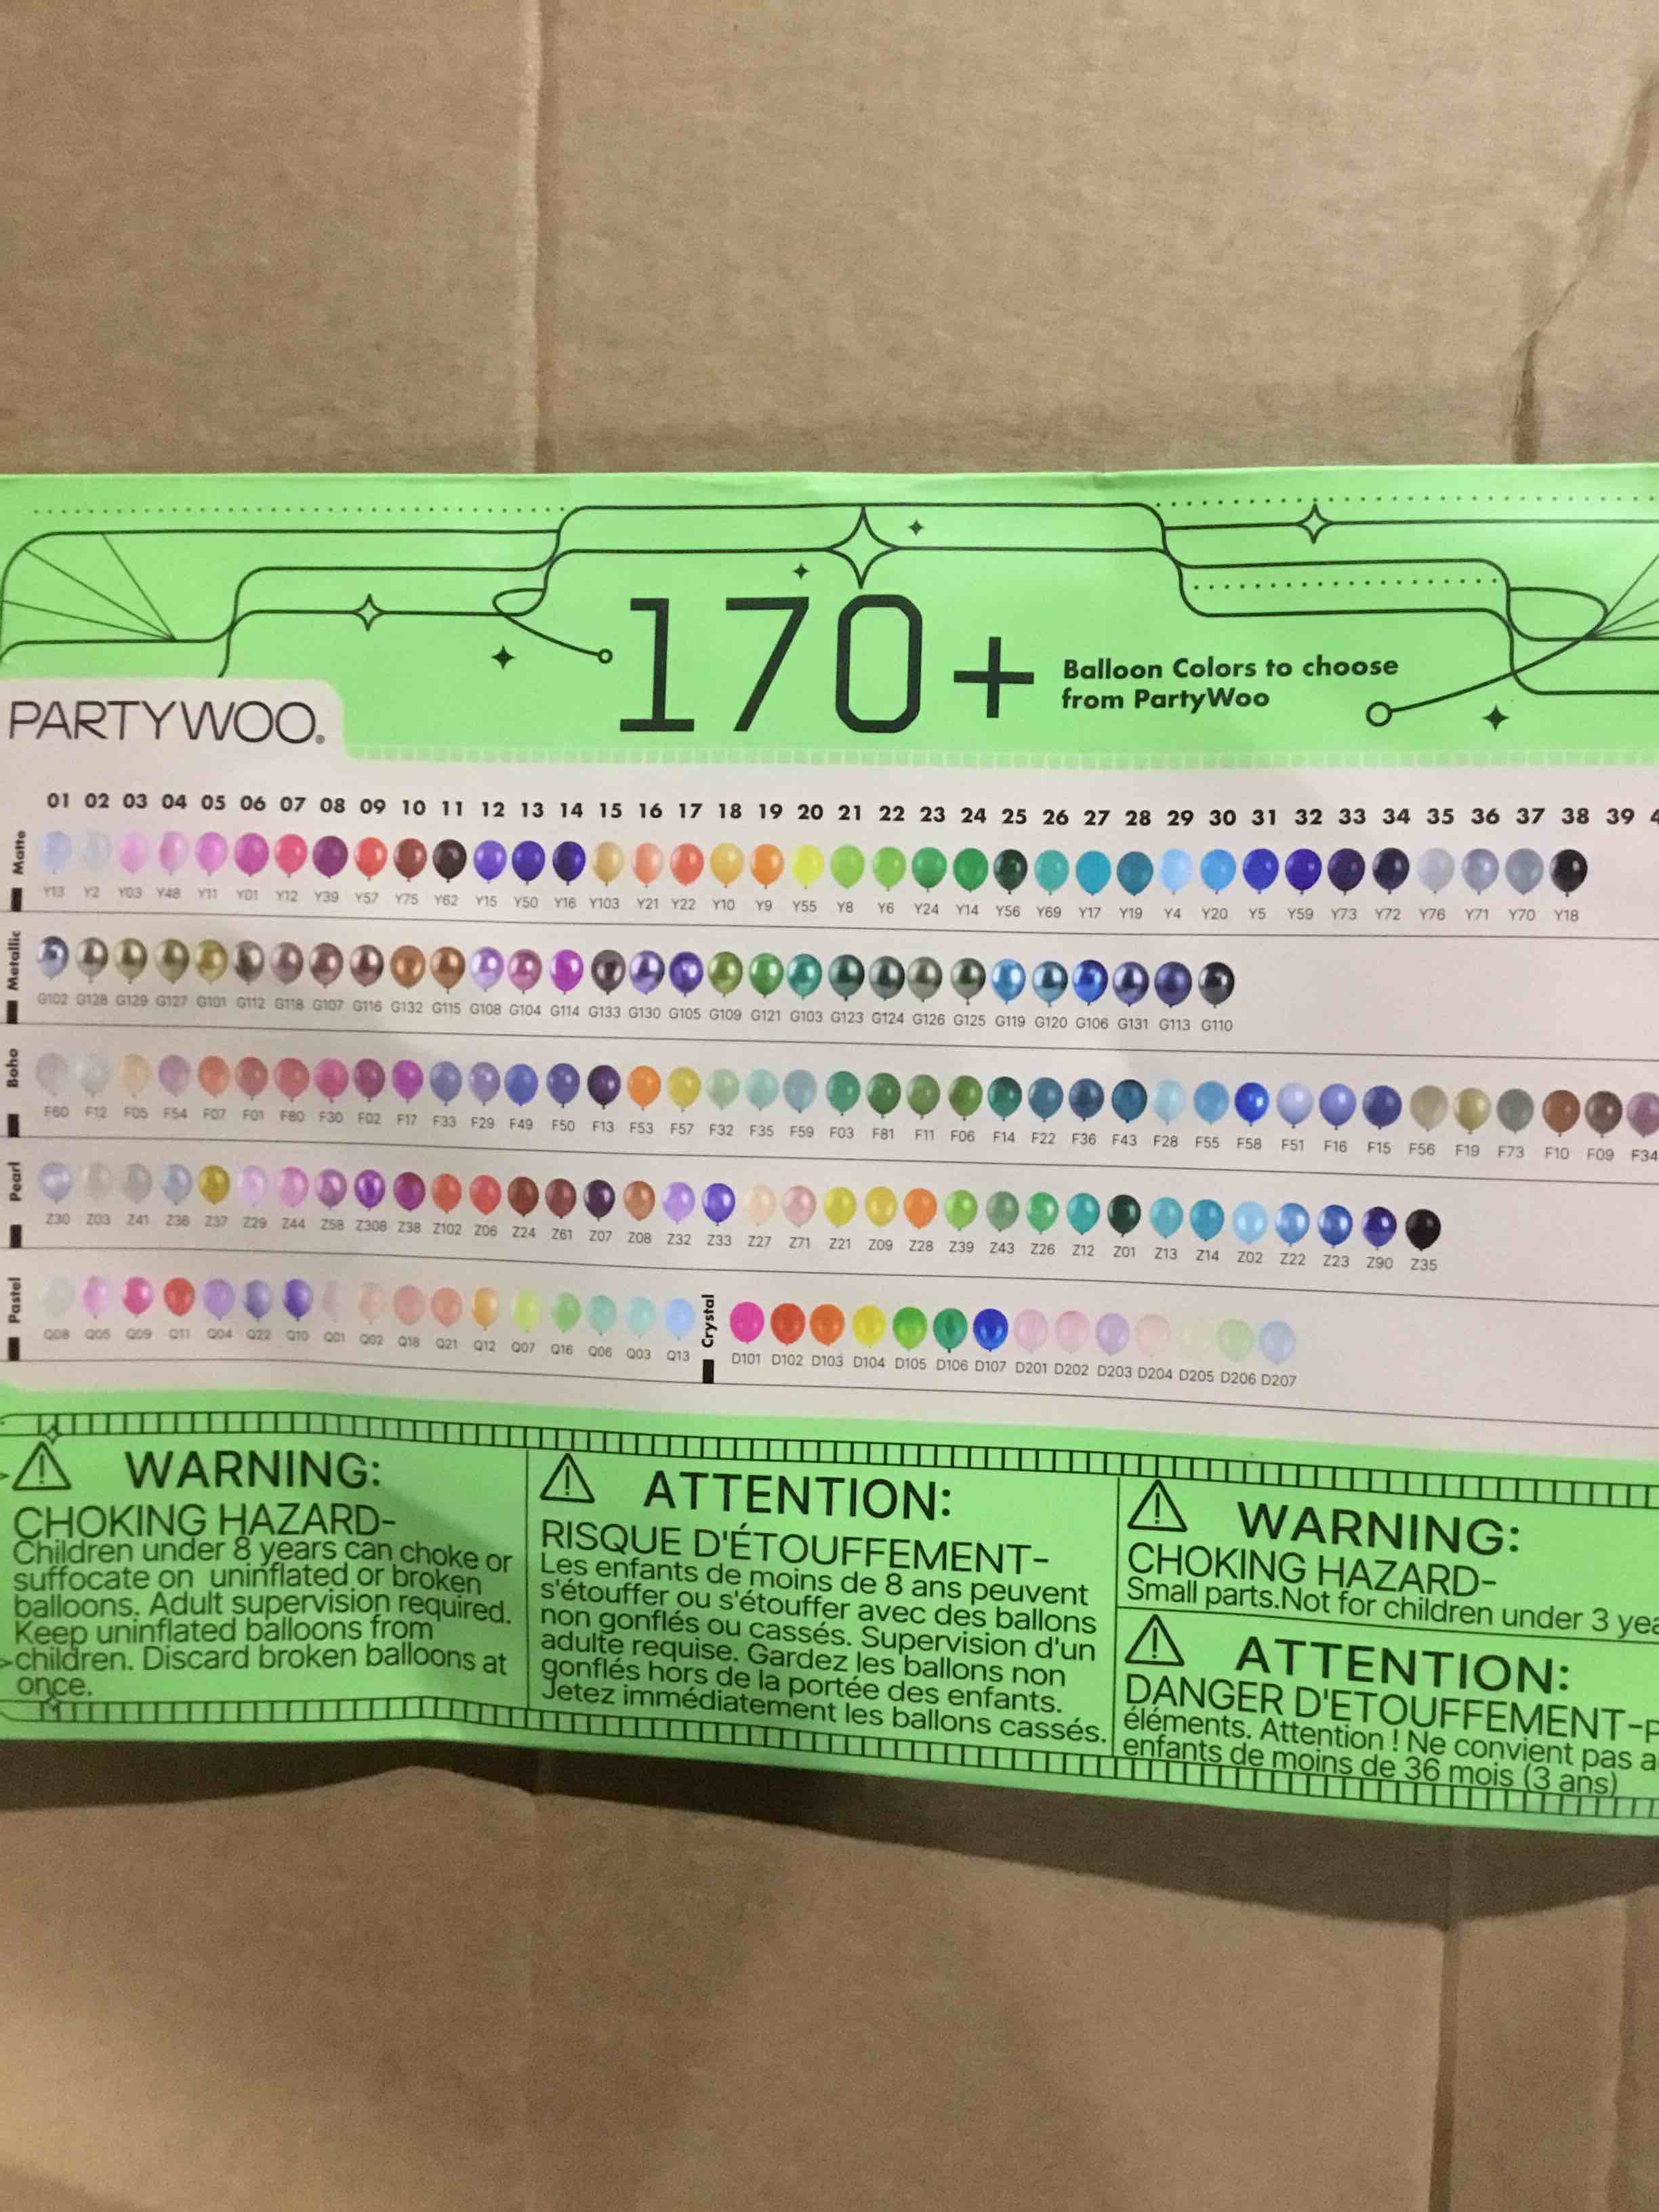 170+
Balloon Colors to choose
from PartyWoo
PARTYWOO®
01 02 03 04 05 06 07 08 09 10 11 12 13 14 15 16 17 18 19 20 21 22 23 24 25 26 27 28 29 30 31 32 33 34 35 36 37 38 39
Matte
Y13 Y2 Y03 Y48 Y11 Y01 Y12 Y39 Y57 Y75 Y62 Y15 Y50 Y16 Y103 Y21 Y22 Y10 Y9 Y55 Y8 Y6 Y24 Y14 Y56 Y69 Y17 Y19 Y4 Y20 Y5 Y59 Y73 Y72 Y76 Y71 Y70 Y18
Metallic
G102 G128 G129 G127 G101 G112 G118 G107 G116 G132 G115 G108 G104 G114 G133 G130 G105 G109 G121 G103 G123 G124 G126 G125 G119 G120 G106 G131 G113 G110
Boho
F60 F12 F05 F54 F07 F01 F80 F30 F02 F17 F33 F29 F49 F50 F13 F53 F57 F32 F35 F59 F03 F81 F11 F06 F14 F22 F36 F43 F28 F55 F58 F51 F16 F15 F56 F19 F73 F10 F09 F34
Pearl
Z30 Z03 Z41 Z36 Z37 Z29 Z44 Z58 Z308 Z38 Z102 Z06 Z24 Z61 Z07 Z08 Z32 Z33 Z27 Z71 Z21 Z09 Z28 Z39 Z43 Z26 Z12 Z01 Z13 Z14 Z02 Z22 Z23 Z90 Z35
Pastel
Q08 Q05 Q09 Q11 Q04 Q22 Q10 Q01 Q02 Q18 Q21 Q12 Q07 Q16 Q06 Q03 Q13
Crystal
D101 D102 D103 D104 D105 D106 D107 D201 D202 D203 D204 D205 D206 D207
WARNING:
CHOKING HAZARD-
Children under 8 years can choke or
suffocate on uninflated or broken
balloons. Adult supervision required.
Keep uninflated balloons from
children. Discard broken balloons at
once.
ATTENTION:
RISQUE D'ÉTOUFFEMENT-
Les enfants de moins de 8 ans peuvent
s'étouffer ou s'étouffer avec des ballons
non gonflés ou cassés. Supervision d'un
adulte requise. Gardez les ballons non
gonflés hors de la portée des enfants.
Jetez immédiatement les ballons cassés.
WARNING:
CHOKING HAZARD-
Small parts.Not for children under 3
ATTENTION:
DANGER D'ETOUFFEMENT-
éléments. Attention ! Ne convient pas
enfants de moins de 36 mois (3 ans)